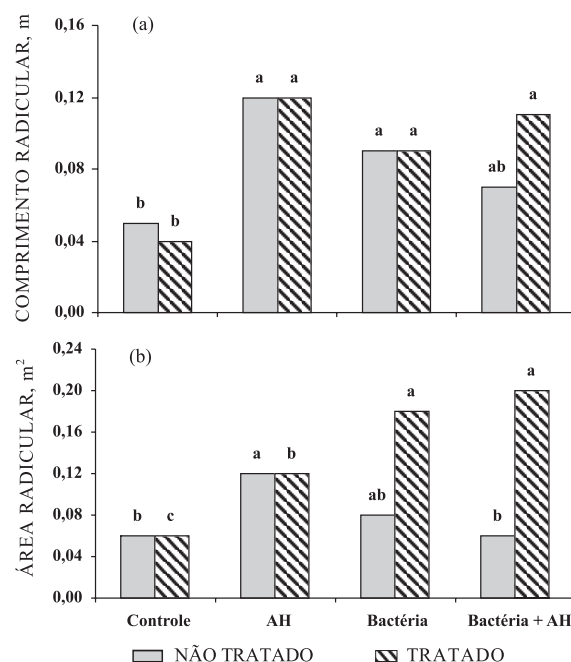 (a)
COMPRIMENTO RADICULAR, m
0,16
0,12
0,08
0,04
0,00
b b a a a a ab a
(b)
ÁREA RADICULAR, m²
0,24
0,20
0,16
0,12
0,08
0,04
0,00
b c a b ab a b a
Controle AH Bactéria Bactéria + AH
NÃO TRATADO TRATADO